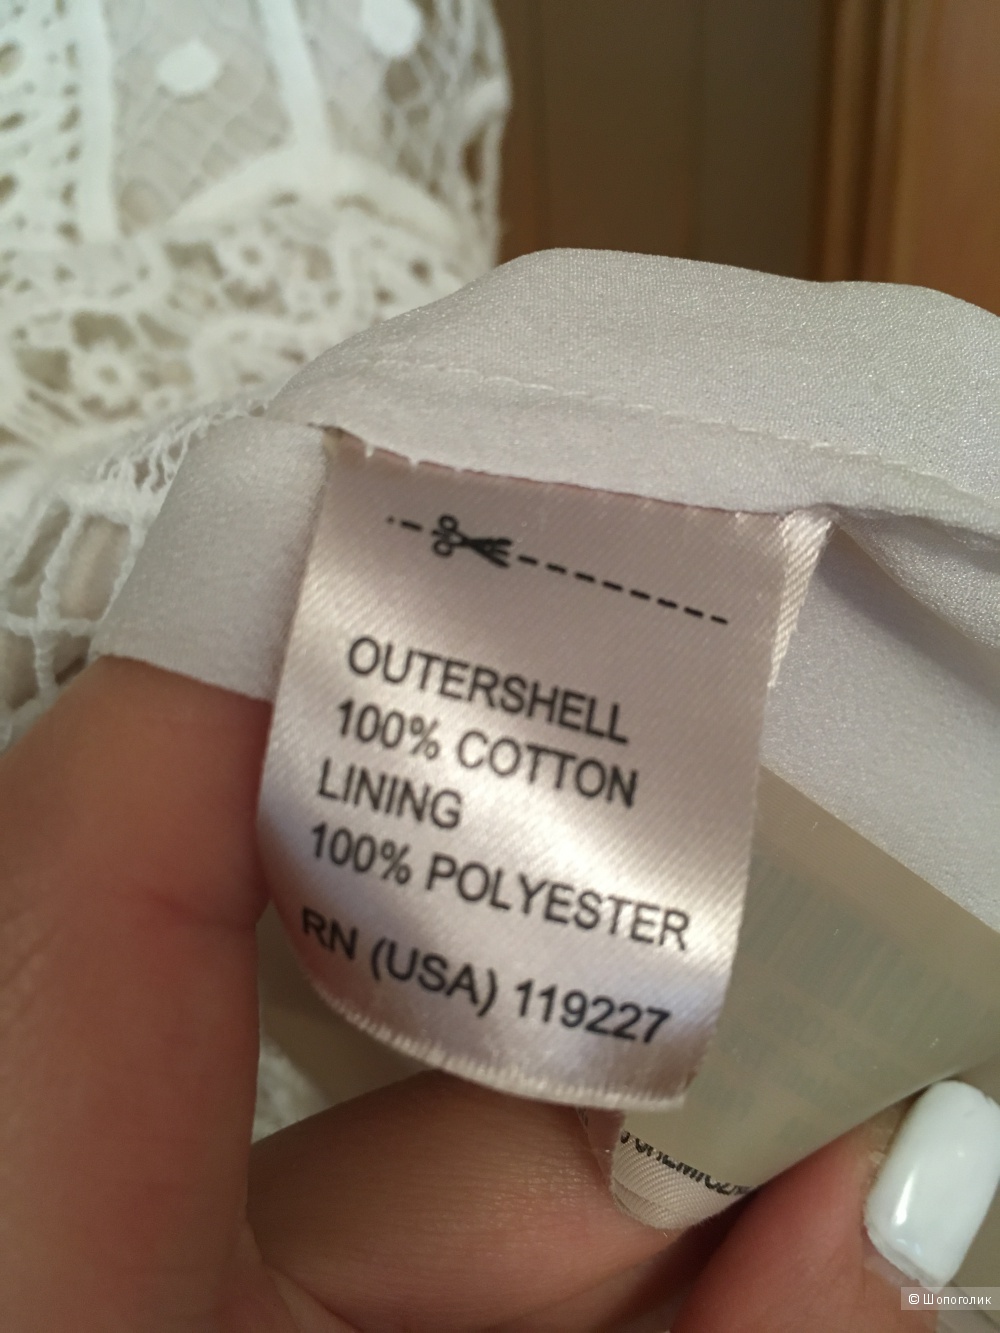 OUTERSHELL
100% COTTON
LINING
100% POLYESTER
RN (USA) 119227
© Шопоголик